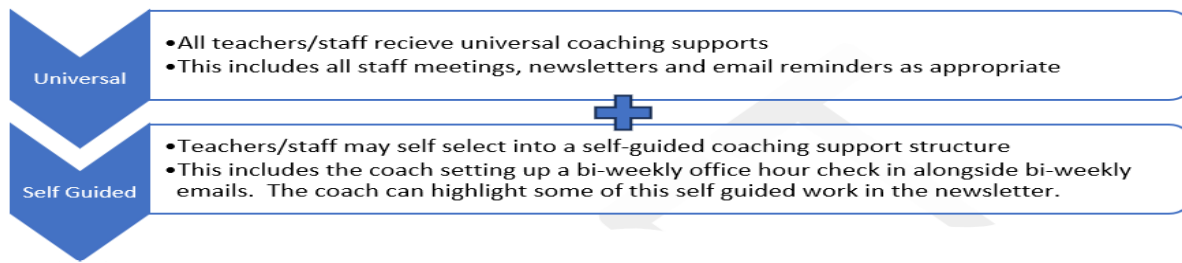 Universal
•All teachers/staff recieve universal coaching supports
•This includes all staff meetings, newsletters and email reminders as appropriate
Self Guided
•Teachers/staff may self select into a self-guided coaching support structure
•This includes the coach setting up a bi-weekly office hour check in alongside bi-weekly
emails.  The coach can highlight some of this self guided work in the newsletter.